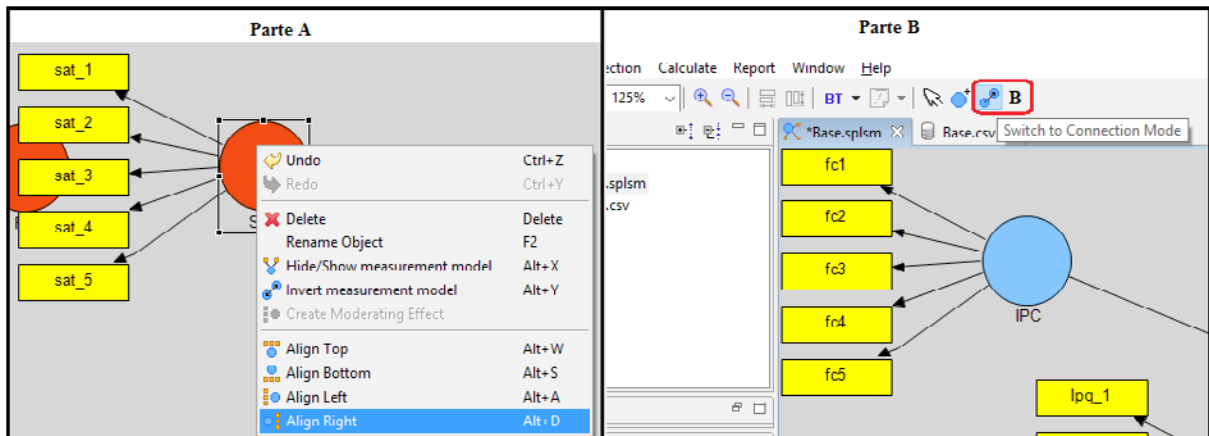 Parte A
sat_1
sat_2
sat_3
sat_4
sat_5
Undo Ctrl+Z
Redo Ctrl+Y
Delete Delete
Rename Object F2
Hide/Show measurement model Alt+X
Invert measurement model Alt+Y
Create Moderating Effect
Align Top Alt+W
Align Bottom Alt+S
Align Left Alt+A
Align Right Alt+D
Parte B
ection Calculate Report Window Help
125% BT B
*Base.splsm Base.csv
Switch to Connection Mode
.splsm
.csv
fc1
fc2
fc3
fc4
fc5
IPC
Ipq_1